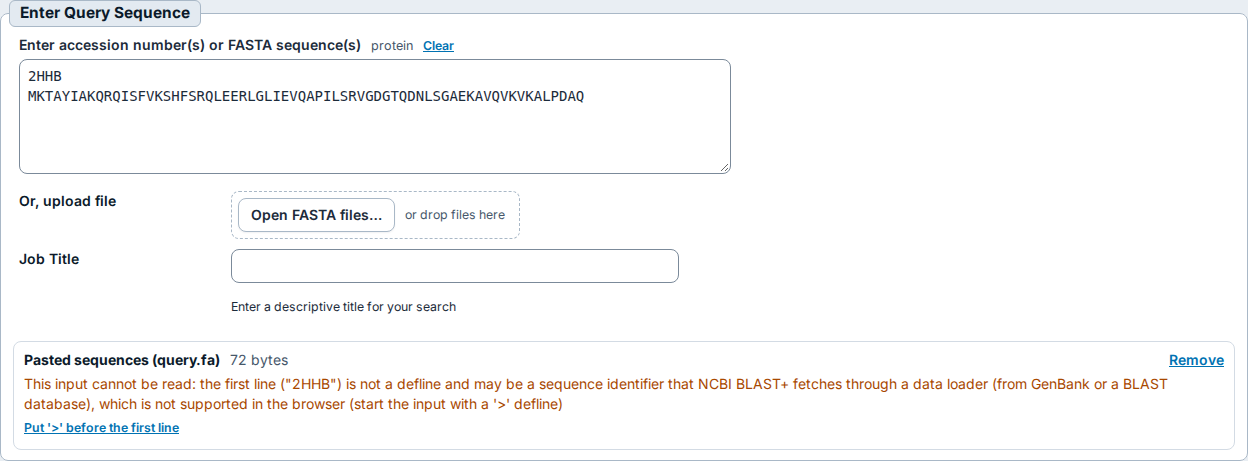 Enter Query Sequence
Enter accession number(s) or FASTA sequence(s) protein Clear
2HHB
MKTAYIAKQRQISFVKSHFSRQLEERLGLIEVQAPILSRVGDGTQDNLSGAEKAVQVKVKALPDAQ
Or, upload file
Open FASTA files... or drop files here
Job Title
Enter a descriptive title for your search
Pasted sequences (query.fa) 72 bytes Remove
This input cannot be read: the first line ("2HHB") is not a defline and may be a sequence identifier that NCBI BLAST+ fetches through a data loader (from GenBank or a BLAST
database), which is not supported in the browser (start the input with a '>' defline)
Put '>' before the first line